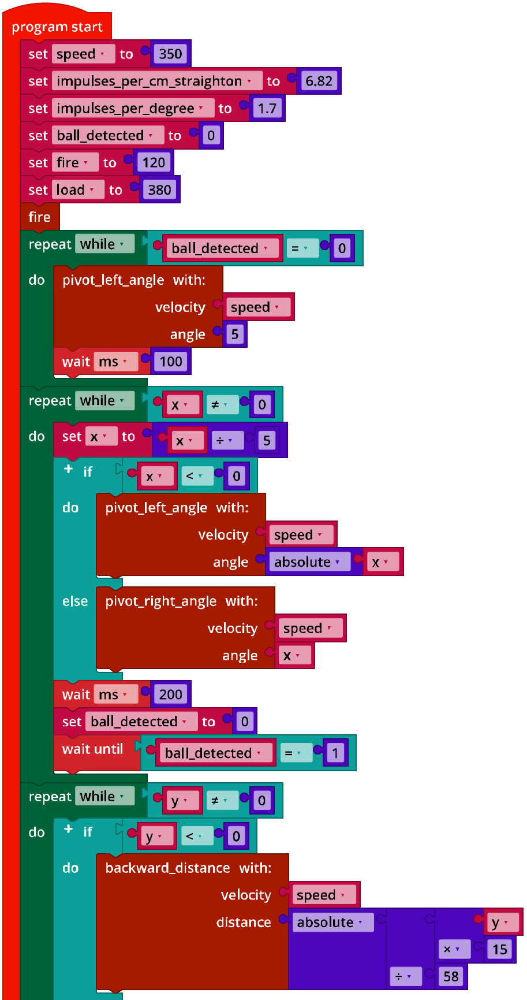 program start
set speed to 350
set impulses_per_cm_straighton to 6.82
set impulses_per_degree to 1.7
set ball_detected to 0
set fire to 120
set load to 380
fire
repeat while ball_detected = 0
do pivot_left_angle with:
velocity speed
angle 5
wait ms 100
repeat while x ≠ 0
do set x to x ÷ 5
+ if x < 0
do pivot_left_angle with:
velocity speed
angle absolute x
else pivot_right_angle with:
velocity speed
angle x
wait ms 200
set ball_detected to 0
wait until ball_detected = 1
repeat while y ≠ 0
do + if y < 0
do backward_distance with:
velocity speed
distance absolute y
× 15
÷ 58